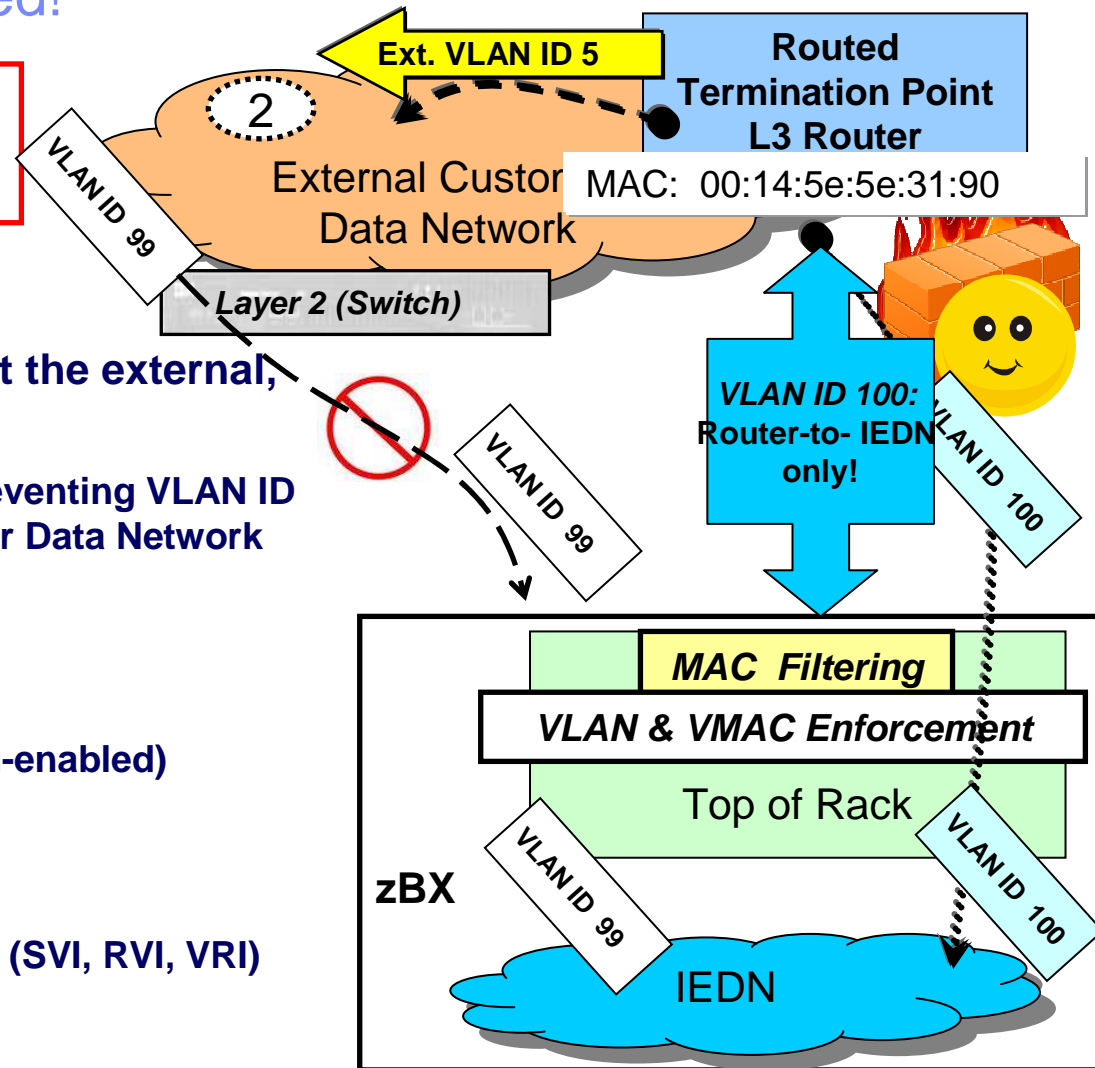 ed!
Ext. VLAN ID 5
Routed
Termination Point
L3 Router
2
VLAN ID 99
External Custor
Data Network
MAC: 00:14:5e:5e:31:90
Layer 2 (Switch)
t the external,
VLAN ID 100:
Router-to- IEDN
only!
VLAN ID 100
VLAN ID 99
eventing VLAN ID
r Data Network
MAC Filtering
VLAN & VMAC Enforcement
-enabled)
Top of Rack
VLAN ID 99
VLAN ID 100
zBX
(SVI, RVI, VRI)
IEDN